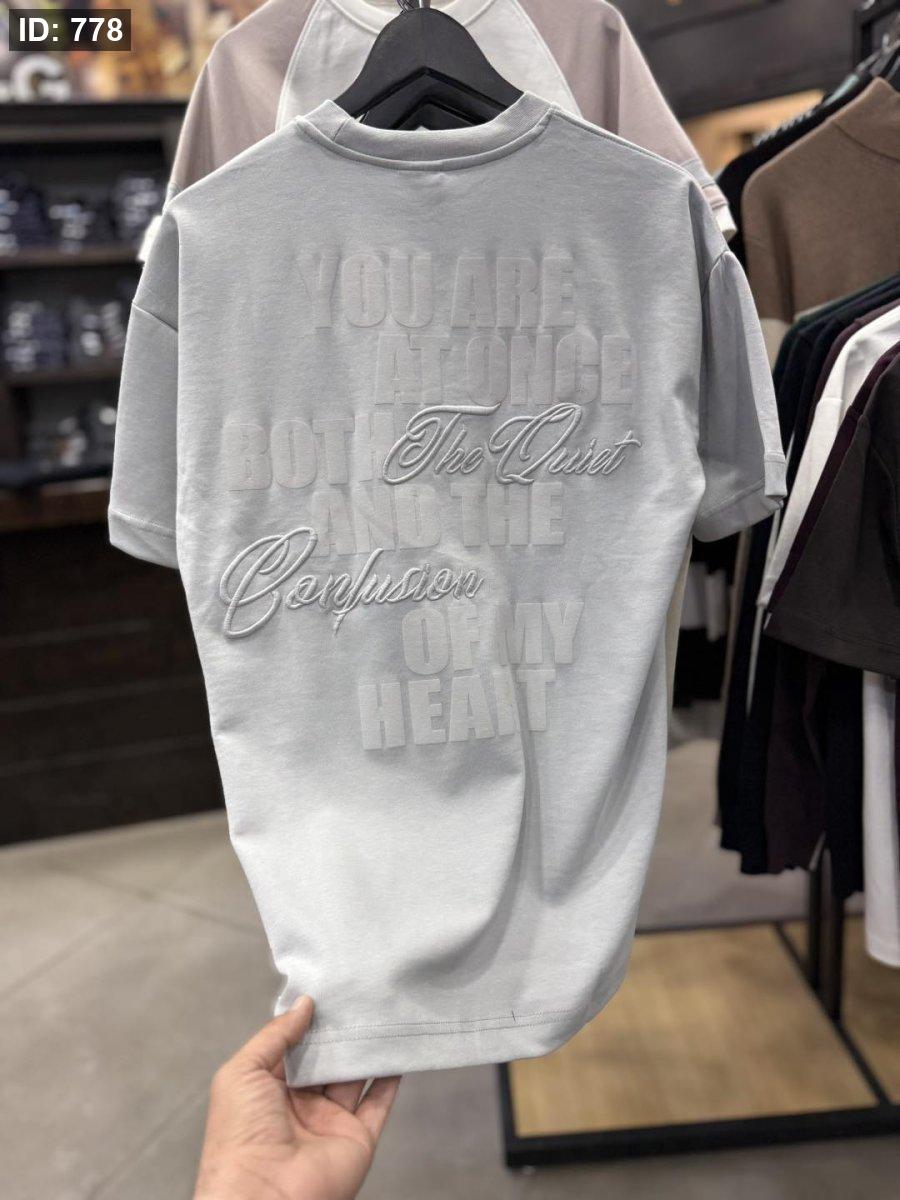 ID: 778
G
YOU ARE
AT ONCE
BOTH The Quiet
AND THE
Confusion
OF MY
HEART